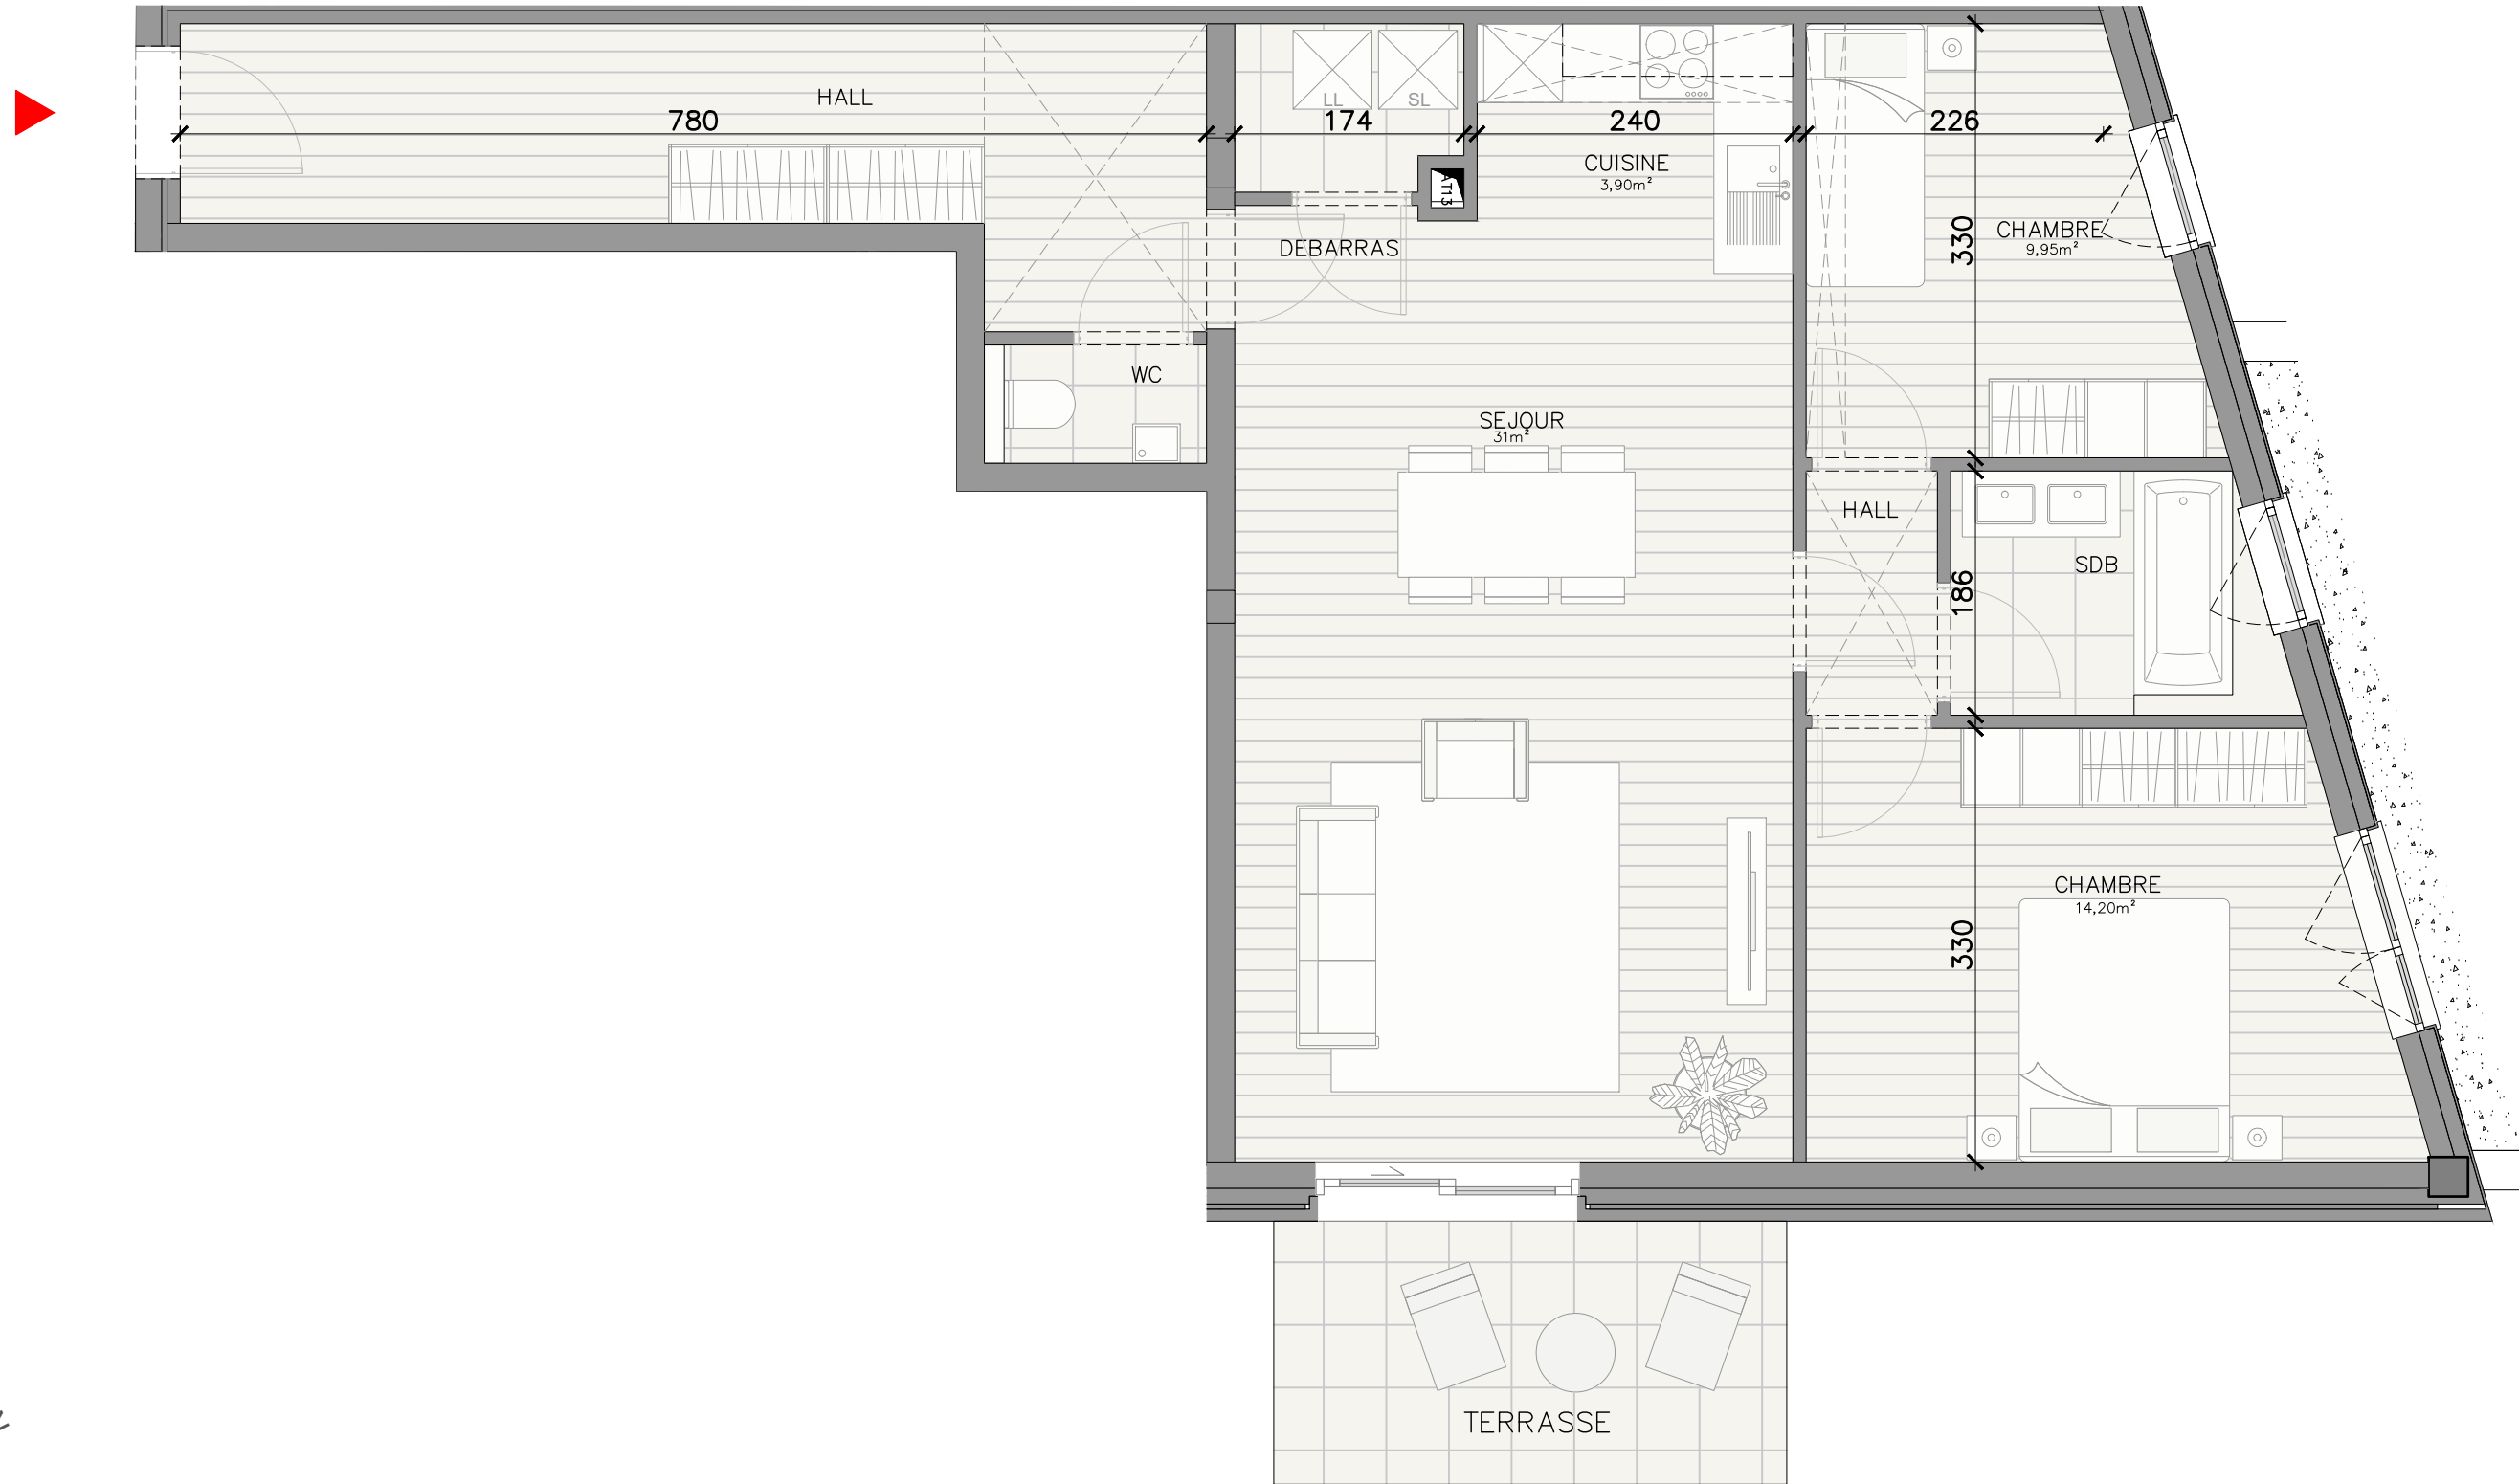 HALL
780
LL
SL
174
240
226
CUISINE
3,90m²
AT13
DEBARRAS
CHAMBRE
9,95m²
330
WC
SEJOUR
31m²
HALL
SDB
186
CHAMBRE
14,20m²
330
TERRASSE